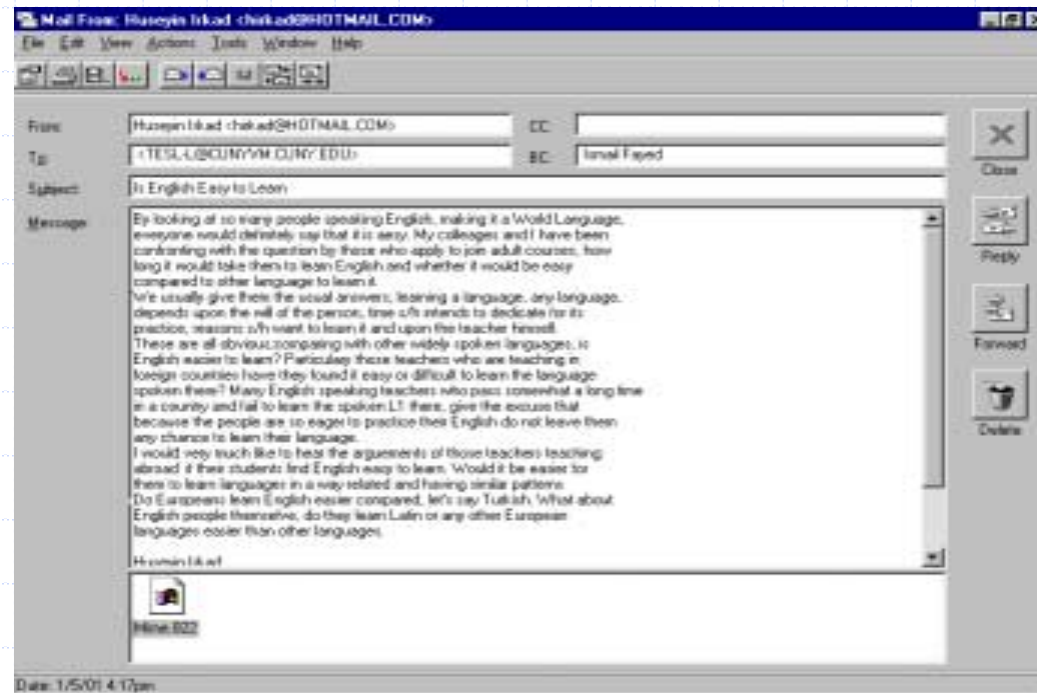 Mail From: Huseyin Irkad <hirkad@HOTMAIL.COM>
File Edit View Actions Tools Window Help
From: Huseyin Irkad <hirkad@HOTMAIL.COM> CC:
To: <TESL-L@CUNYVM.CUNY.EDU> BC: Ismail Fayed
Subject: Is English Easy to Learn
Message:
By looking at so many people speaking English, making it a World Language,
everyone would definitely say that it is easy. My colleages and I have been
confronting with the question by those who apply to join adult courses, how
long it would take them to learn English and whether it would be easy
compared to other language to learn it.
We usually give them the usual answers, learning a language, any language,
depends upon the will of the person, time s/h intends to dedicate for its
practice, reasons s/h want to learn it and upon the teacher himself.
These are all obvious,comparing with other widely spoken languages, is
English easier to learn? Particulary those teachers who are teaching in
foreign countries have they found it easy or difficult to learn the language
spoken there? Many English speaking teachers who pass somewhat a long time
in a country and fail to learn the spoken L1 there, give the excuse that
because the people are so eager to practice their English do not leave them
any chance to learn their language.
I would very much like to hear the arguements of those teachers teaching
abroad if their students find English easy to learn. Would it be easier for
them to learn languages in a way related and having similar patterns
Do Europeans learn English easier compared, let's say Turkish. What about
English people themselve, do they learn Latin or any other European
languages easier than other languages.
Huseyin Irkad
Close
Reply
Forward
Delete
Mime.822
Date: 1/5/01 4:17pm